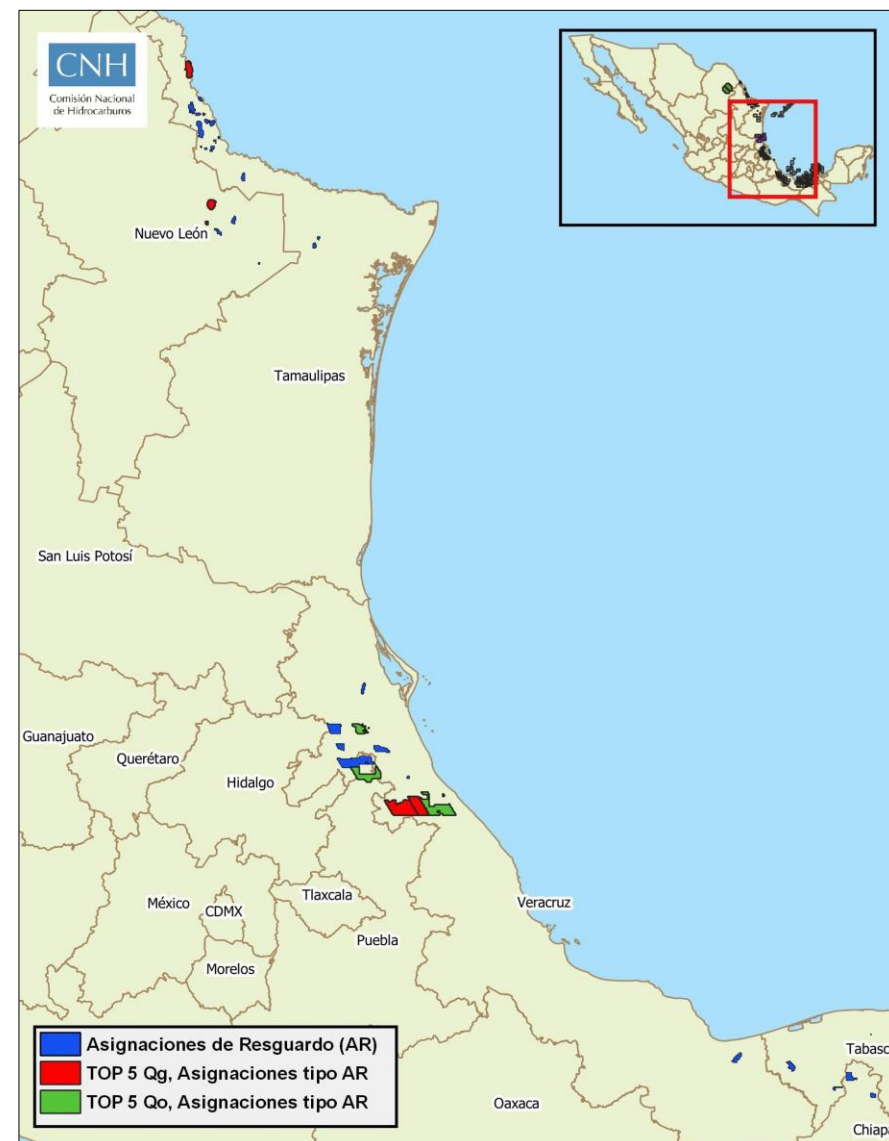 CNH
Comisión Nacional
de Hidrocarburos
Nuevo León
Tamaulipas
San Luis Potosí
Guanajuato
Querétaro
Hidalgo
México
CDMX
Tlaxcala
Veracruz
Puebla
Morelos
Oaxaca
Tabasc
Chiap
Asignaciones de Resguardo (AR)
TOP 5 Qg, Asignaciones tipo AR
TOP 5 Qo, Asignaciones tipo AR